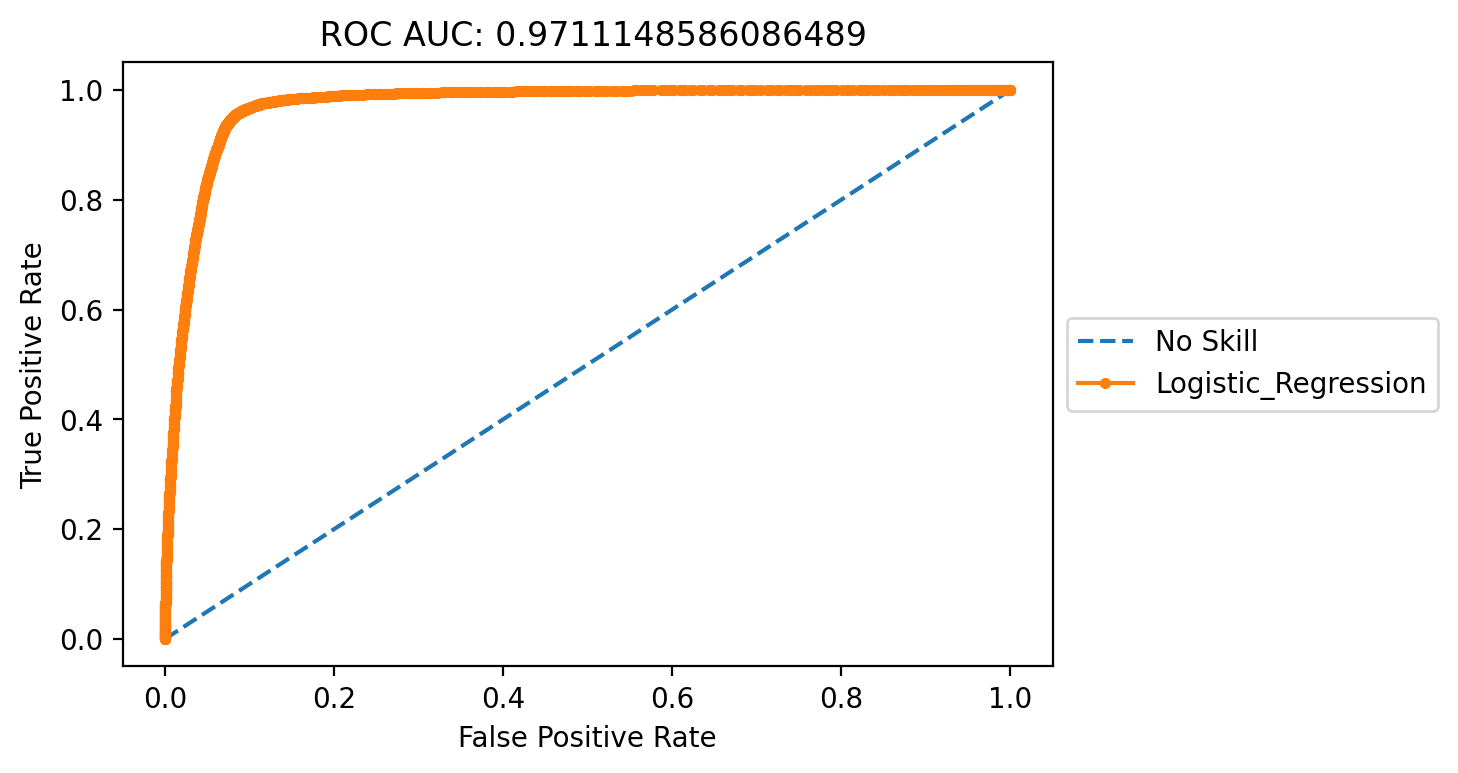 ROC AUC: 0.9711148586086489
True Positive Rate
1.0
0.8
0.6
0.4
0.2
0.0
0.0 0.2 0.4 0.6 0.8 1.0
False Positive Rate
No Skill
Logistic_Regression